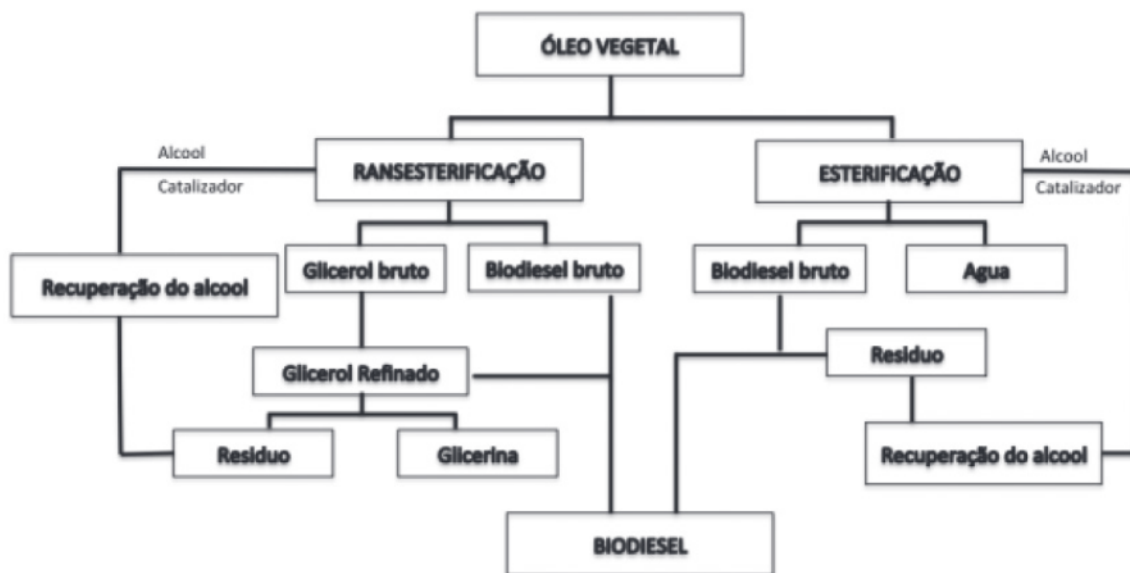 ÓLEO VEGETAL
Alcool
Catalizador
RANSESTERIFICAÇÃO
ESTERIFICAÇÃO
Alcool
Catalizador
Recuperação do alcool
Glicerol bruto
Biodiesel bruto
Biodiesel bruto
Agua
Glicerol Refinado
Residuo
Residuo
Glicerina
Recuperação do alcool
BIODIESEL